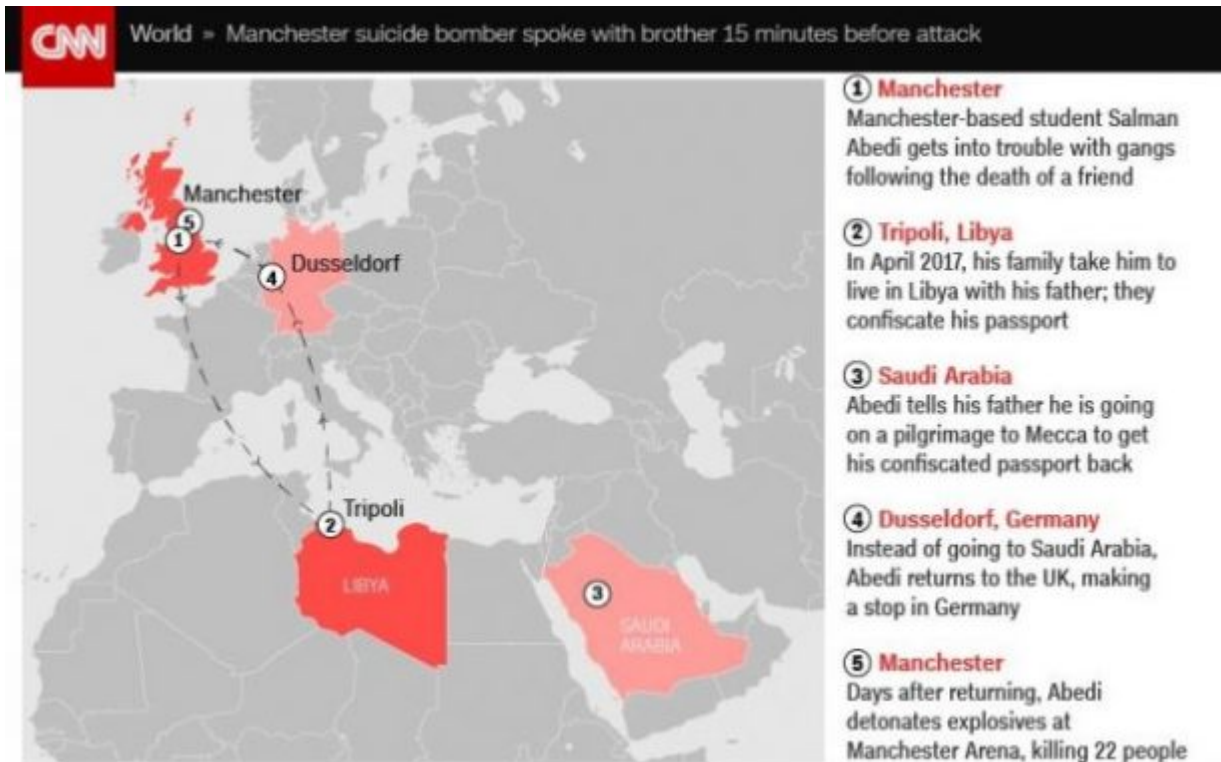 CNN
World » Manchester suicide bomber spoke with brother 15 minutes before attack
Manchester
5
1
4
Dusseldorf
Tripoli
2
LIBYA
3
SAUDI
ARABIA
1 Manchester
Manchester-based student Salman
Abedi gets into trouble with gangs
following the death of a friend
2 Tripoli, Libya
In April 2017, his family take him to
live in Libya with his father; they
confiscate his passport
3 Saudi Arabia
Abedi tells his father he is going
on a pilgrimage to Mecca to get
his confiscated passport back
4 Dusseldorf, Germany
Instead of going to Saudi Arabia,
Abedi returns to the UK, making
a stop in Germany
5 Manchester
Days after returning, Abedi
detonates explosives at
Manchester Arena, killing 22 people